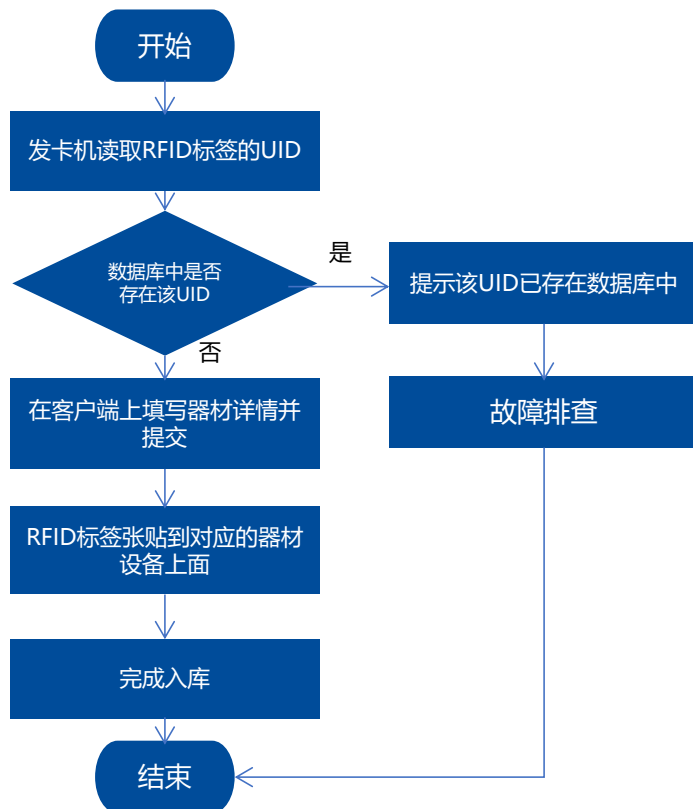 开始
发卡机读取RFID标签的UID
数据库中是否
存在该UID
是
提示该UID已存在数据库中
否
在客户端上填写器材详情并
提交
故障排查
RFID标签张贴到对应的器材
设备上面
完成入库
结束